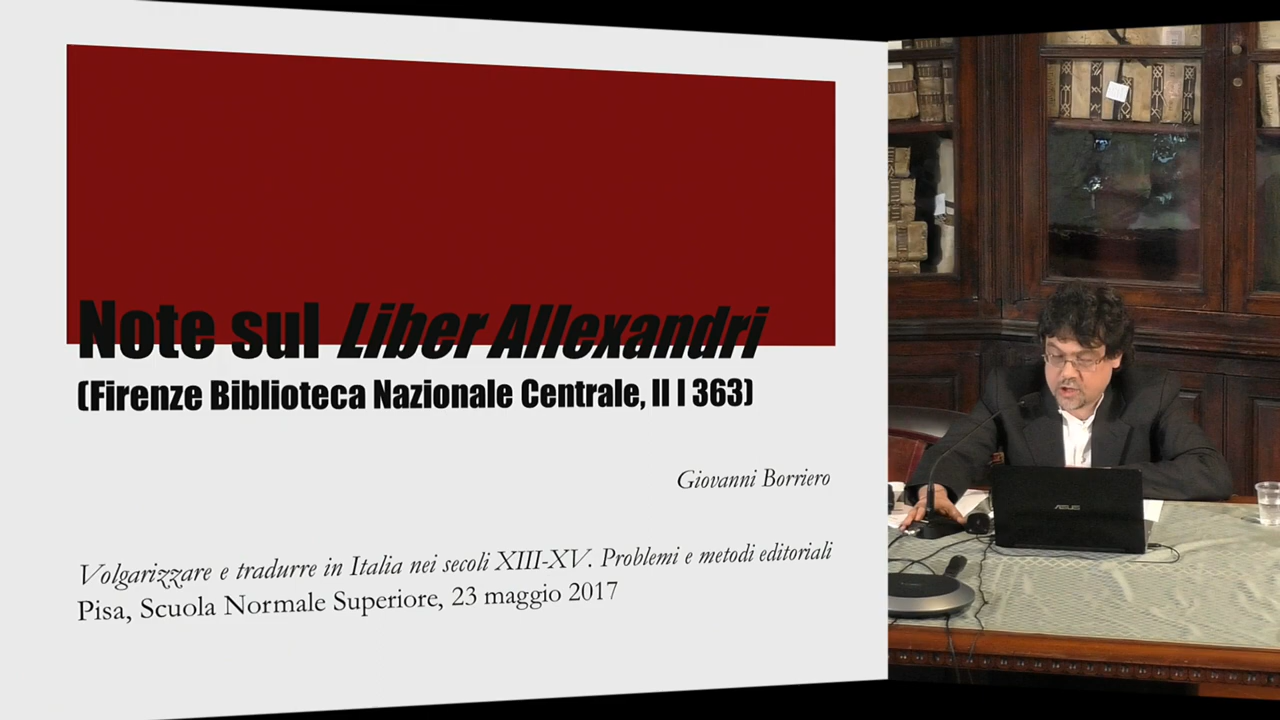 Note sul Liber Allexandri
(Firenze Biblioteca Nazionale Centrale, II I 363)
Giovanni Borriero
Volgarizzare e tradurre in Italia nei secoli XIII-XV. Problemi e metodi editoriali
Pisa, Scuola Normale Superiore, 23 maggio 2017
ASUS